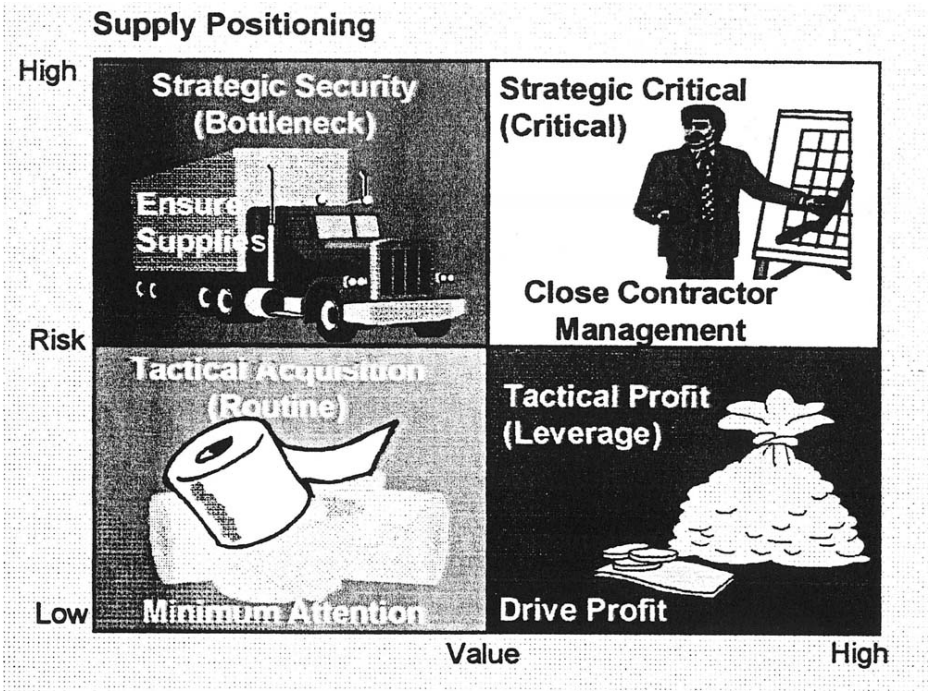 Supply Positioning
High
Strategic Security
(Bottleneck)
Ensure
Supplies
Strategic Critical
(Critical)
Close Contractor
Management
Risk
Tactical Acquisition
(Routine)
Minimum Attention
Tactical Profit
(Leverage)
Drive Profit
Low
Value
High